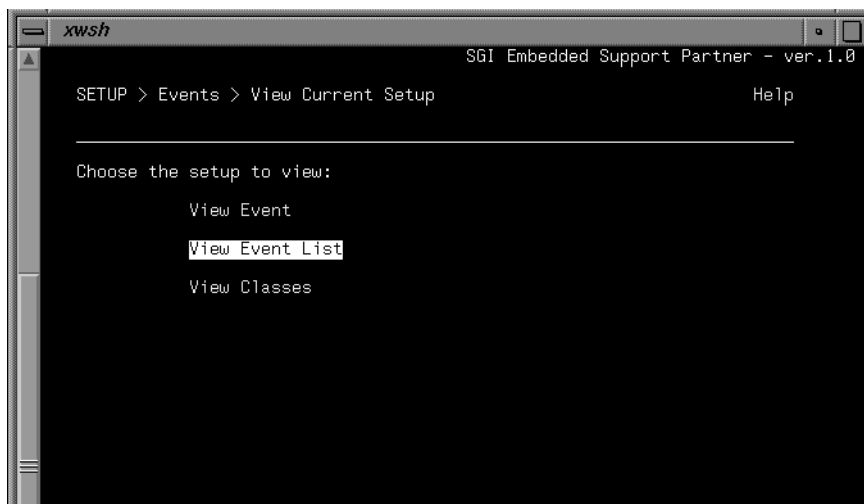 xwsh
SGI Embedded Support Partner - ver.1.0
SETUP > Events > View Current Setup Help
Choose the setup to view:
View Event
View Event List
View Classes